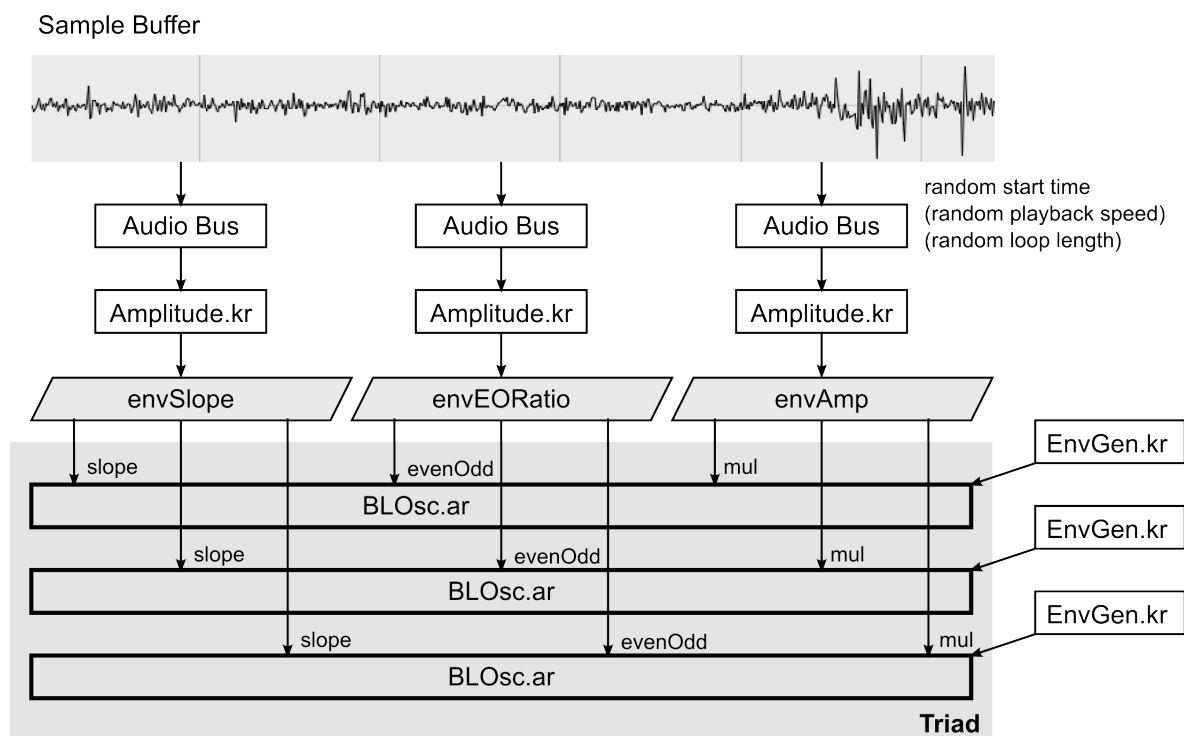 Sample Buffer
random start time
(random playback speed)
(random loop length)
Audio Bus
Audio Bus
Audio Bus
Amplitude.kr
Amplitude.kr
Amplitude.kr
envSlope
envEORatio
envAmp
EnvGen.kr
slope
evenOdd
mul
BLOsc.ar
EnvGen.kr
slope
evenOdd
mul
BLOsc.ar
EnvGen.kr
slope
evenOdd
mul
BLOsc.ar
Triad